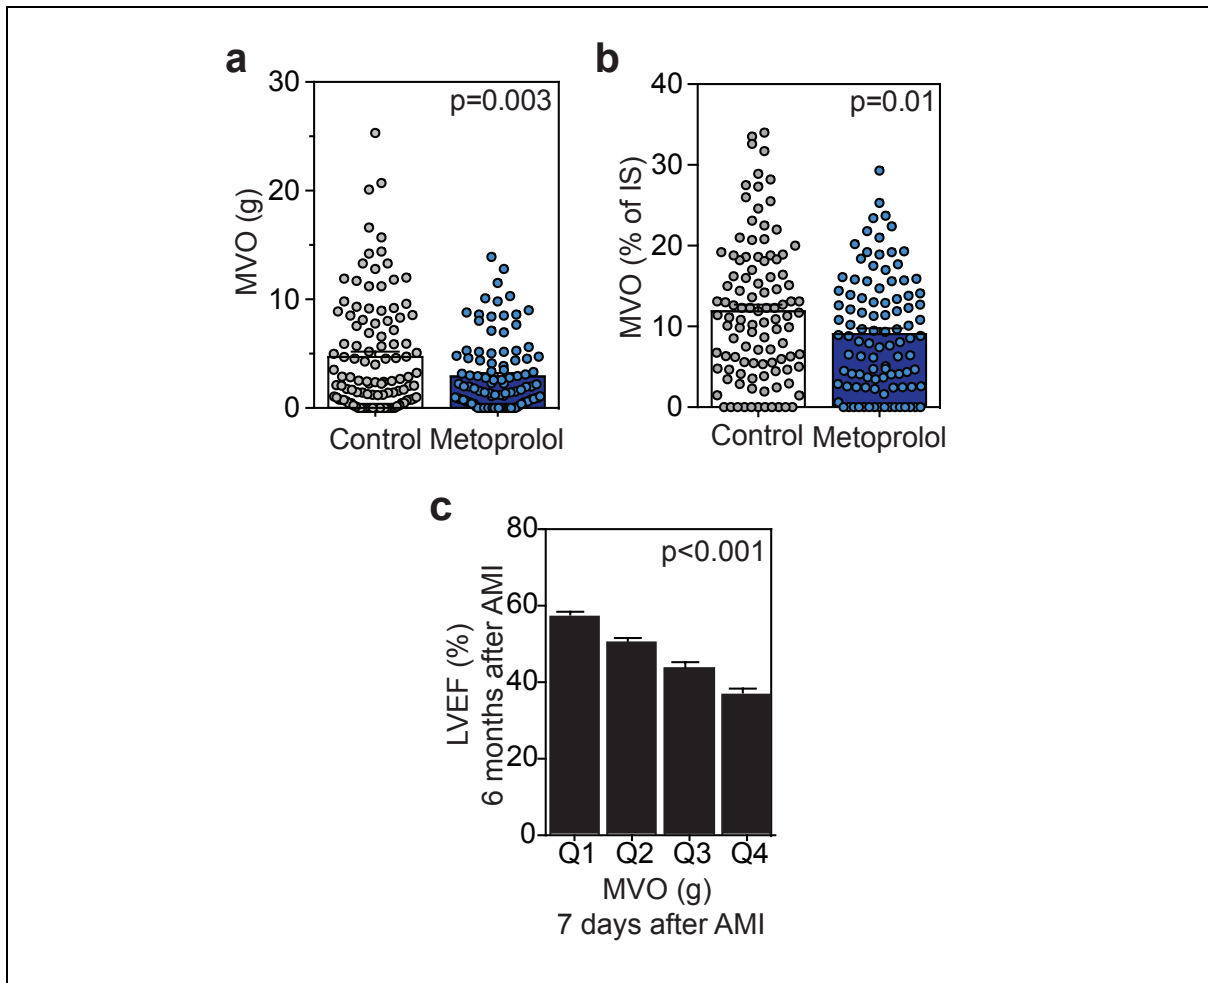 a
30
20
10
0
MVO (g)
p=0.003
Control Metoprolol
b
40
30
20
10
0
MVO (% of IS)
p=0.01
Control Metoprolol
c
80
60
40
20
0
LVEF (%)
6 months after AMI
p<0.001
Q1 Q2 Q3 Q4
MVO (g)
7 days after AMI